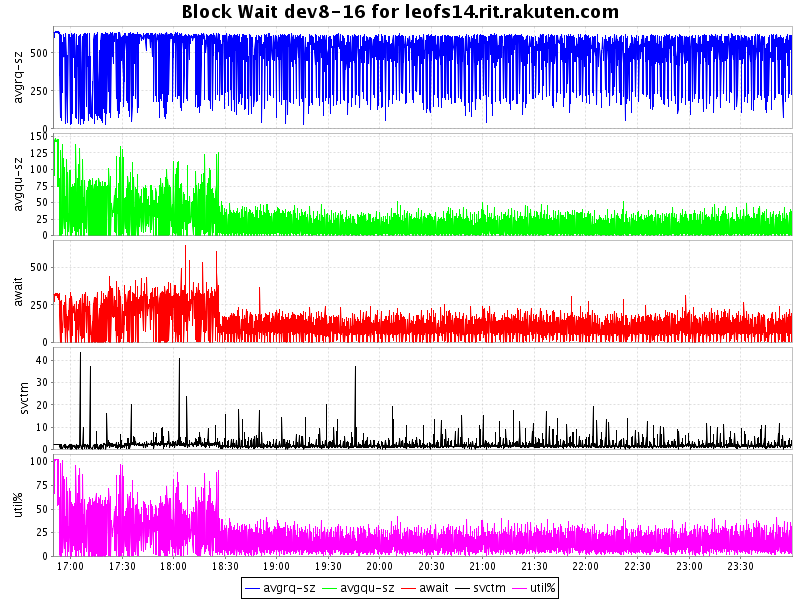 Block Wait dev8-16 for leofs14.rit.rakuten.com
avgrq-sz
500
250
0
avgqu-sz
150
125
100
75
50
25
0
await
500
250
0
svctm
40
30
20
10
0
util%
100
75
50
25
0
17:00 17:30 18:00 18:30 19:00 19:30 20:00 20:30 21:00 21:30 22:00 22:30 23:00 23:30
avgrq-sz avgqu-sz await svctm util%